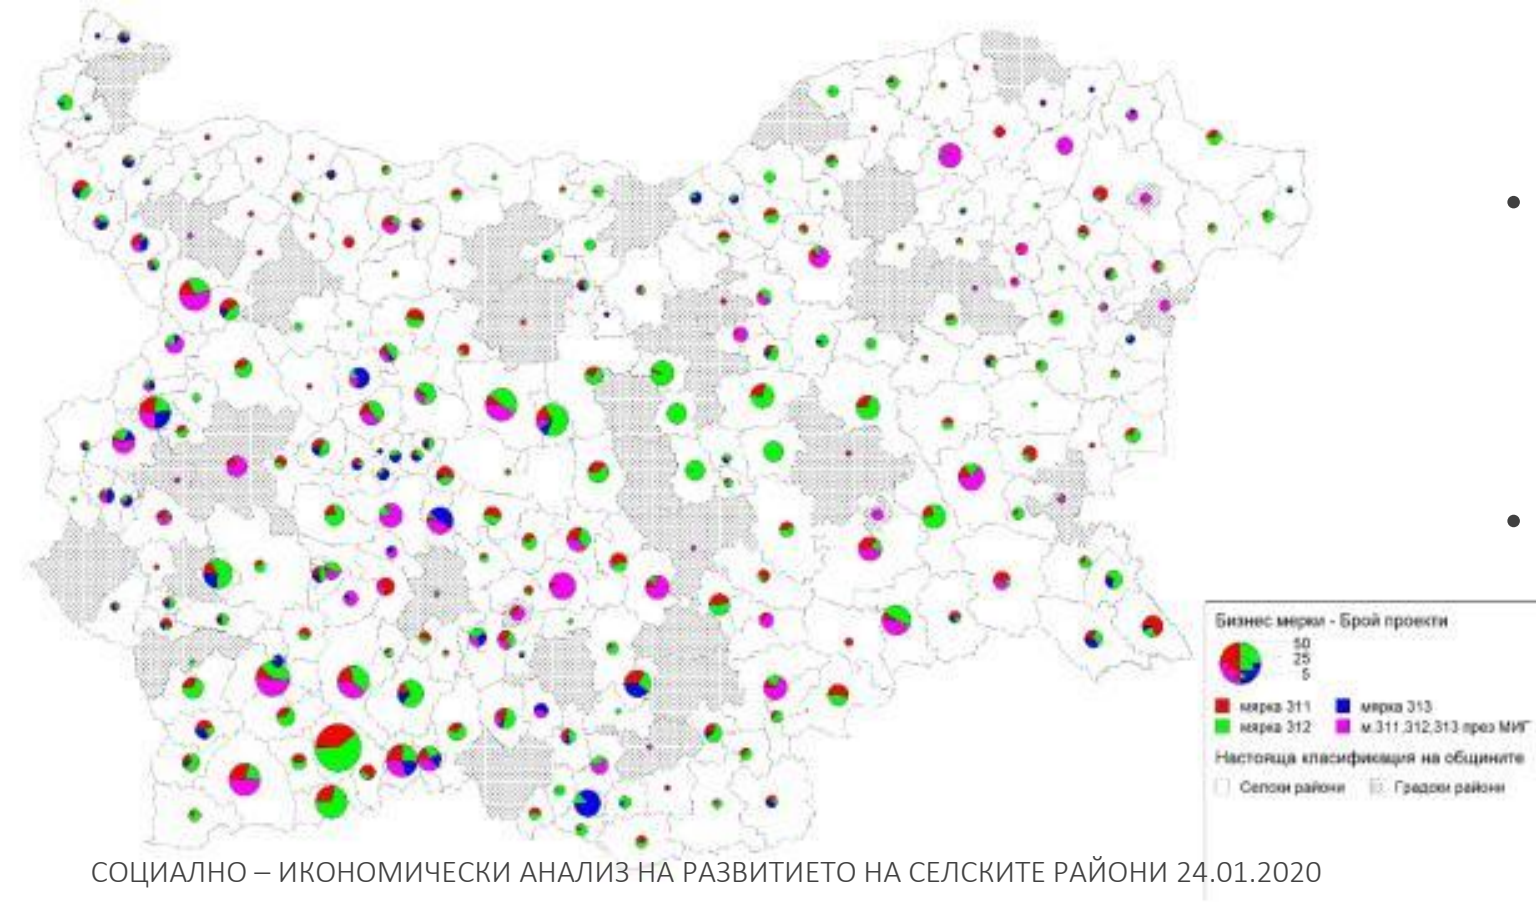 Бизнес мерки - Брой проекти
50
25
5
мярка 311 мярка 313
мярка 312 м.311,312,313 през МИГ
Настояща класификация на общините
Селски райони Градски райони
СОЦИАЛНО – ИКОНОМИЧЕСКИ АНАЛИЗ НА РАЗВИТИЕТО НА СЕЛСКИТЕ РАЙОНИ 24.01.2020